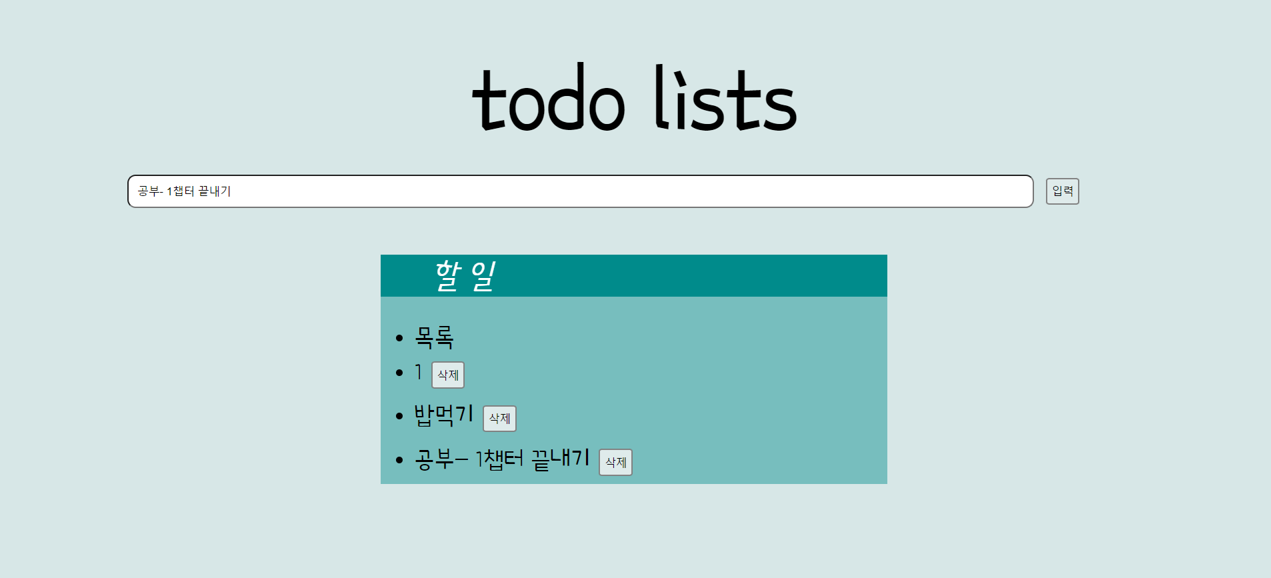 todo lists
공부- 1챕터 끝내기 입력
할 일
목록
1 삭제
밥먹기 삭제
공부- 1챕터 끝내기 삭제